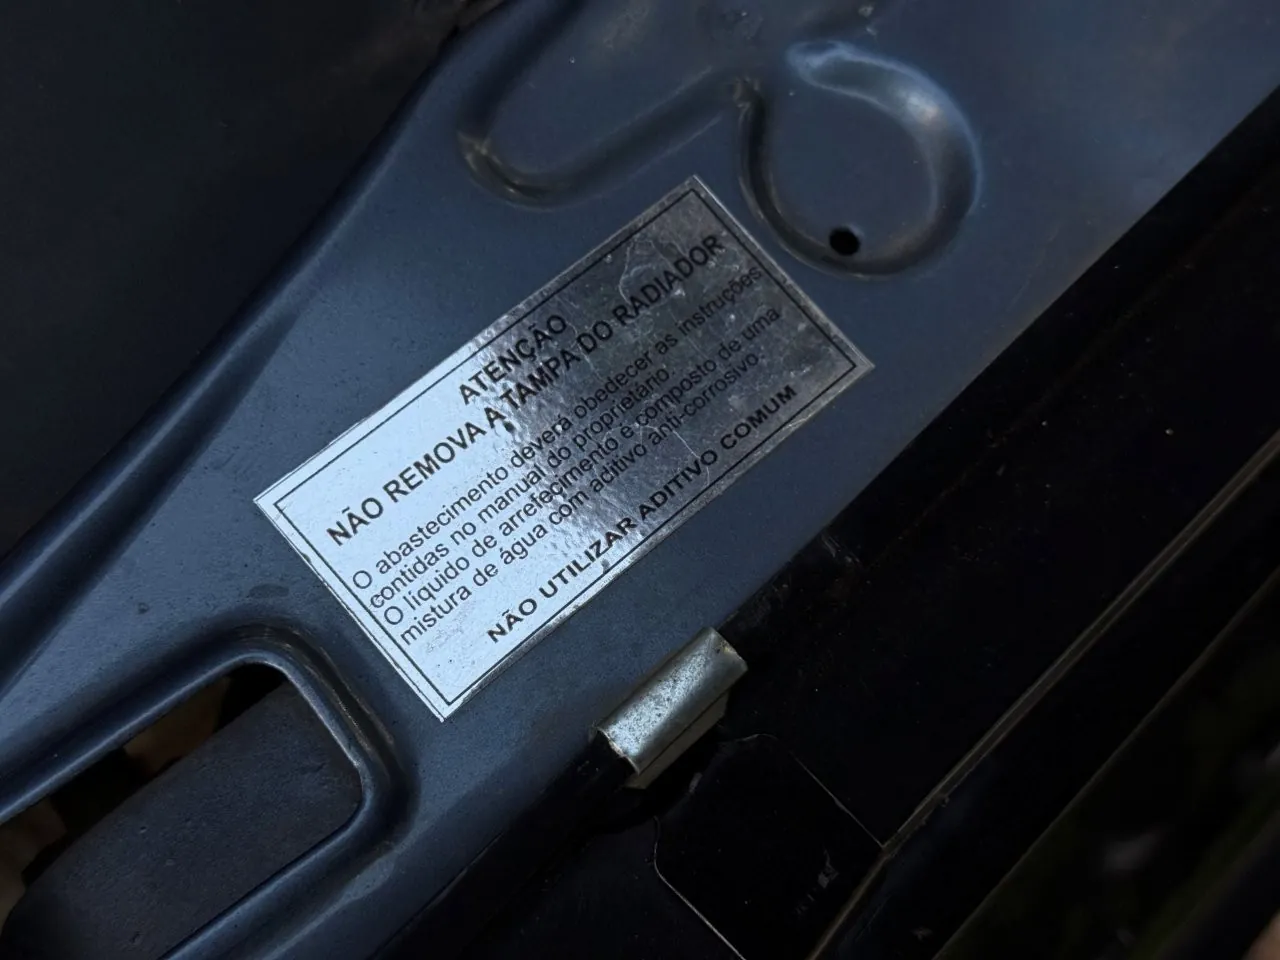 ATENÇÃO
NÃO REMOVA A TAMPA DO RADIADOR
O abastecimento deverá obedecer as instruções
contidas no manual do proprietário.
O líquido de arrefecimento é composto de uma
mistura de água com aditivo anti-corrosivo.
NÃO UTILIZAR ADITIVO COMUM